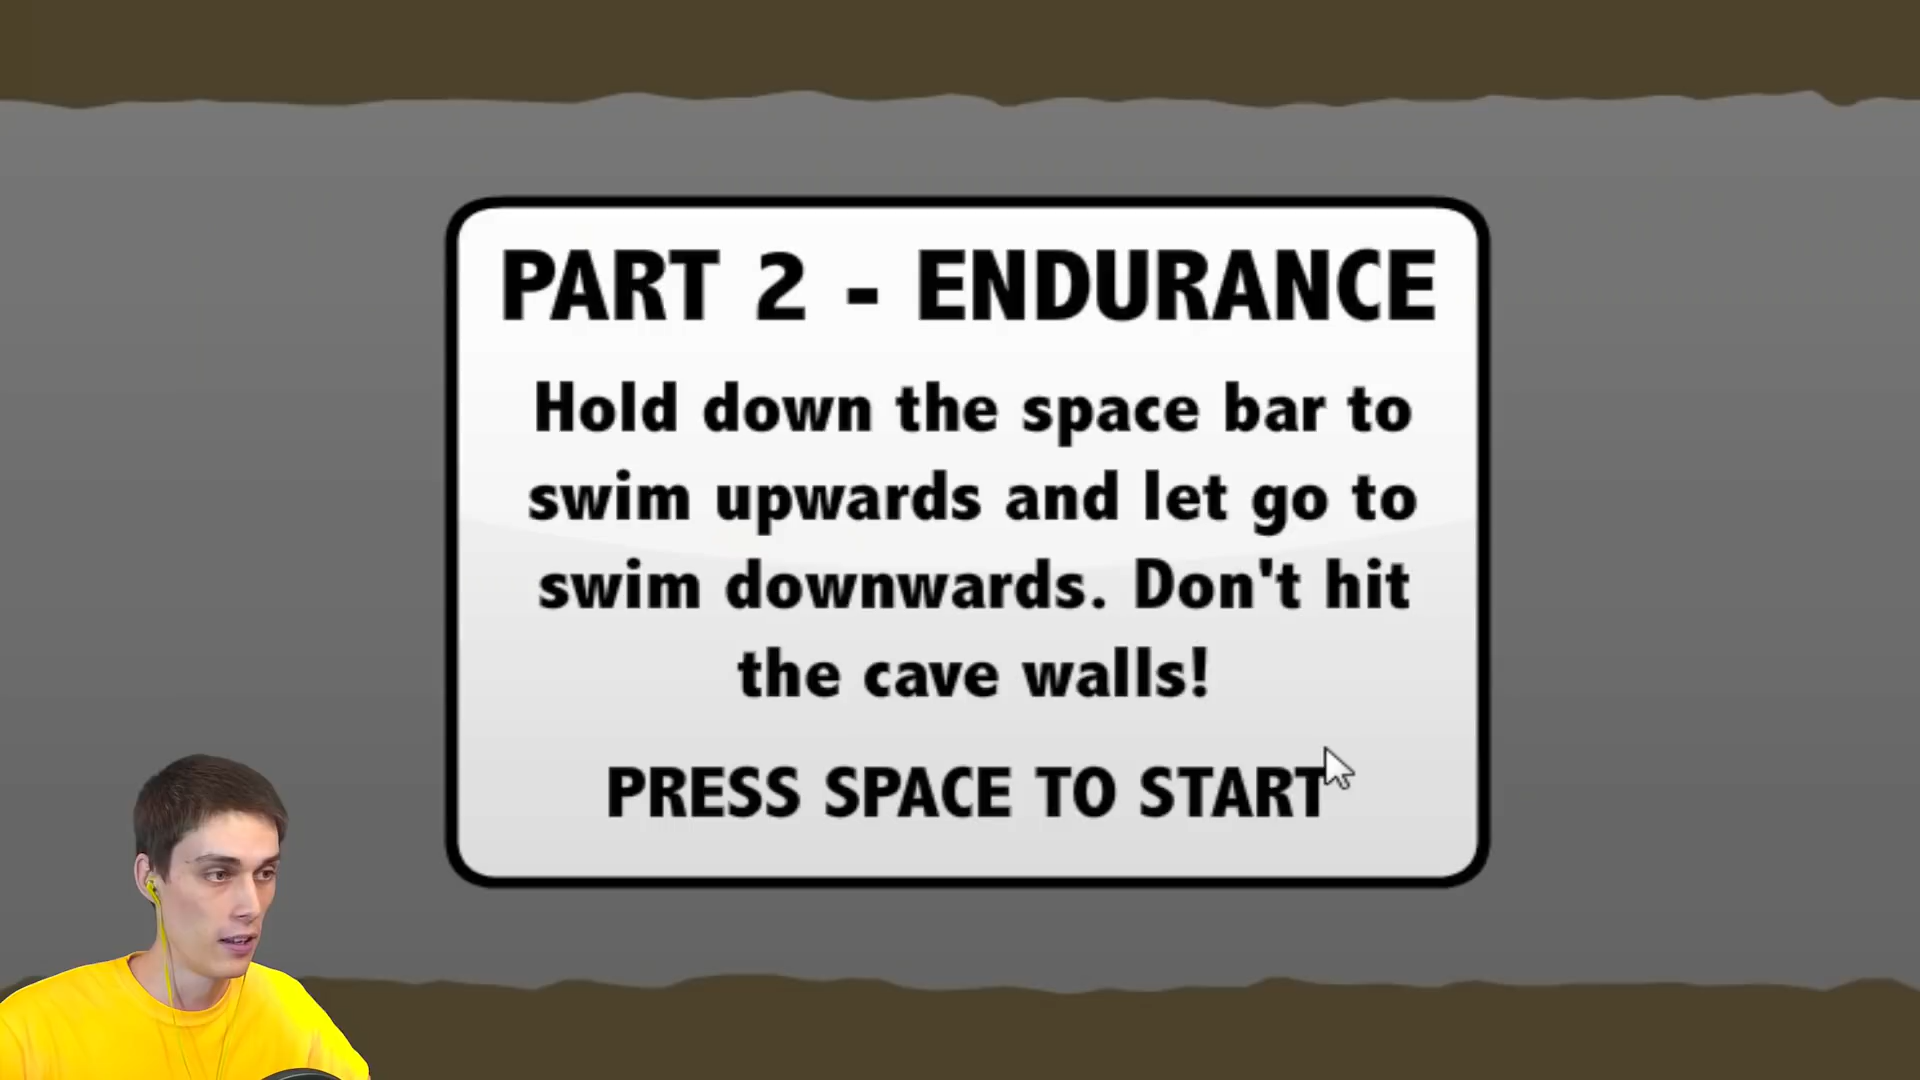 PART 2 - ENDURANCE
Hold down the space bar to
swim upwards and let go to
swim downwards. Don't hit
the cave walls!
PRESS SPACE TO START